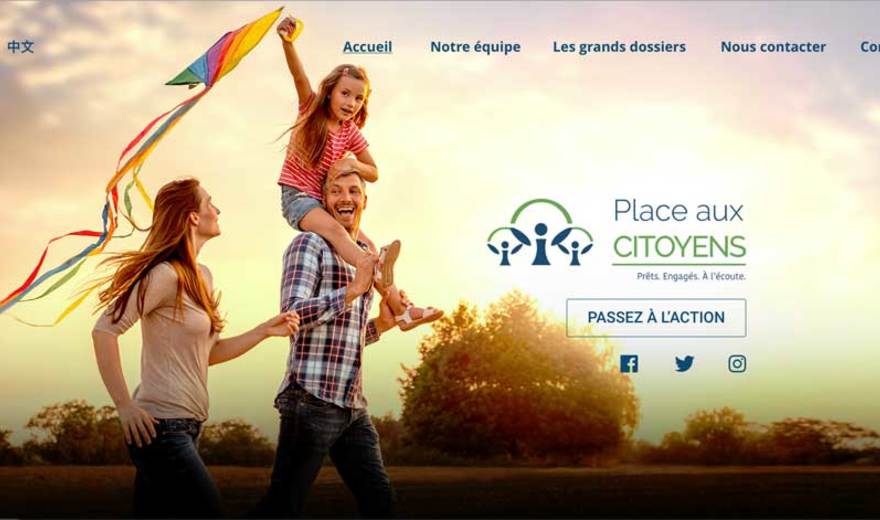 中文
Accueil
Notre équipe
Les grands dossiers
Nous contacter
Place aux
CITOYENS
Prêts. Engagés. À l'écoute.
PASSEZ À L'ACTION